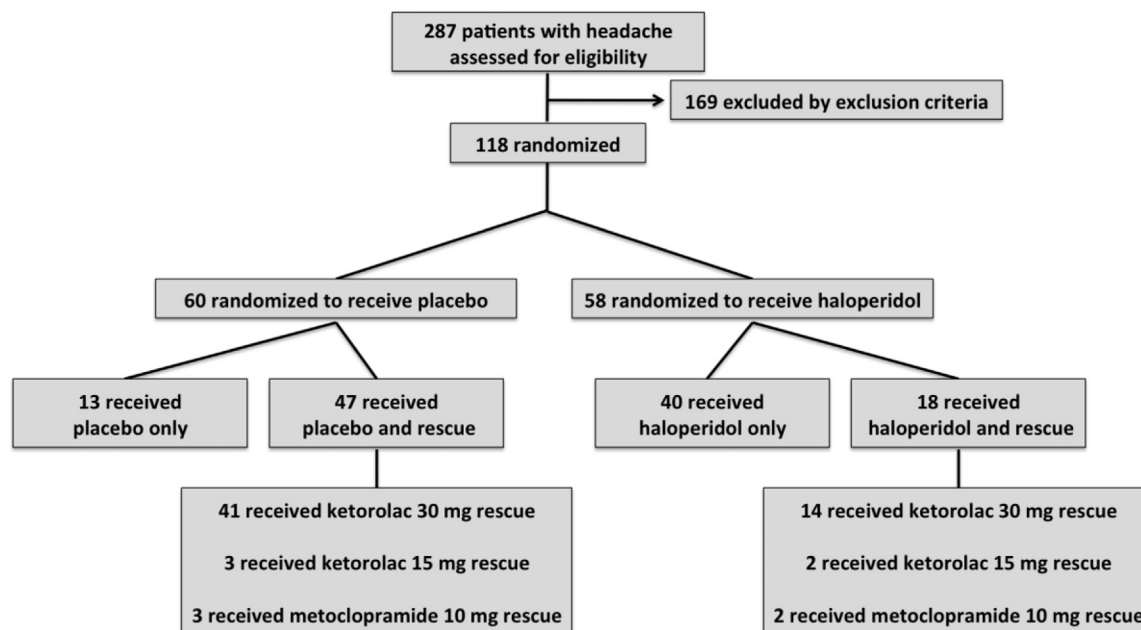 287 patients with headache
assessed for eligibility
169 excluded by exclusion criteria
118 randomized
60 randomized to receive placebo
58 randomized to receive haloperidol
13 received
placebo only
47 received
placebo and rescue
40 received
haloperidol only
18 received
haloperidol and rescue
41 received ketorolac 30 mg rescue
3 received ketorolac 15 mg rescue
3 received metoclopramide 10 mg rescue
14 received ketorolac 30 mg rescue
2 received ketorolac 15 mg rescue
2 received metoclopramide 10 mg rescue